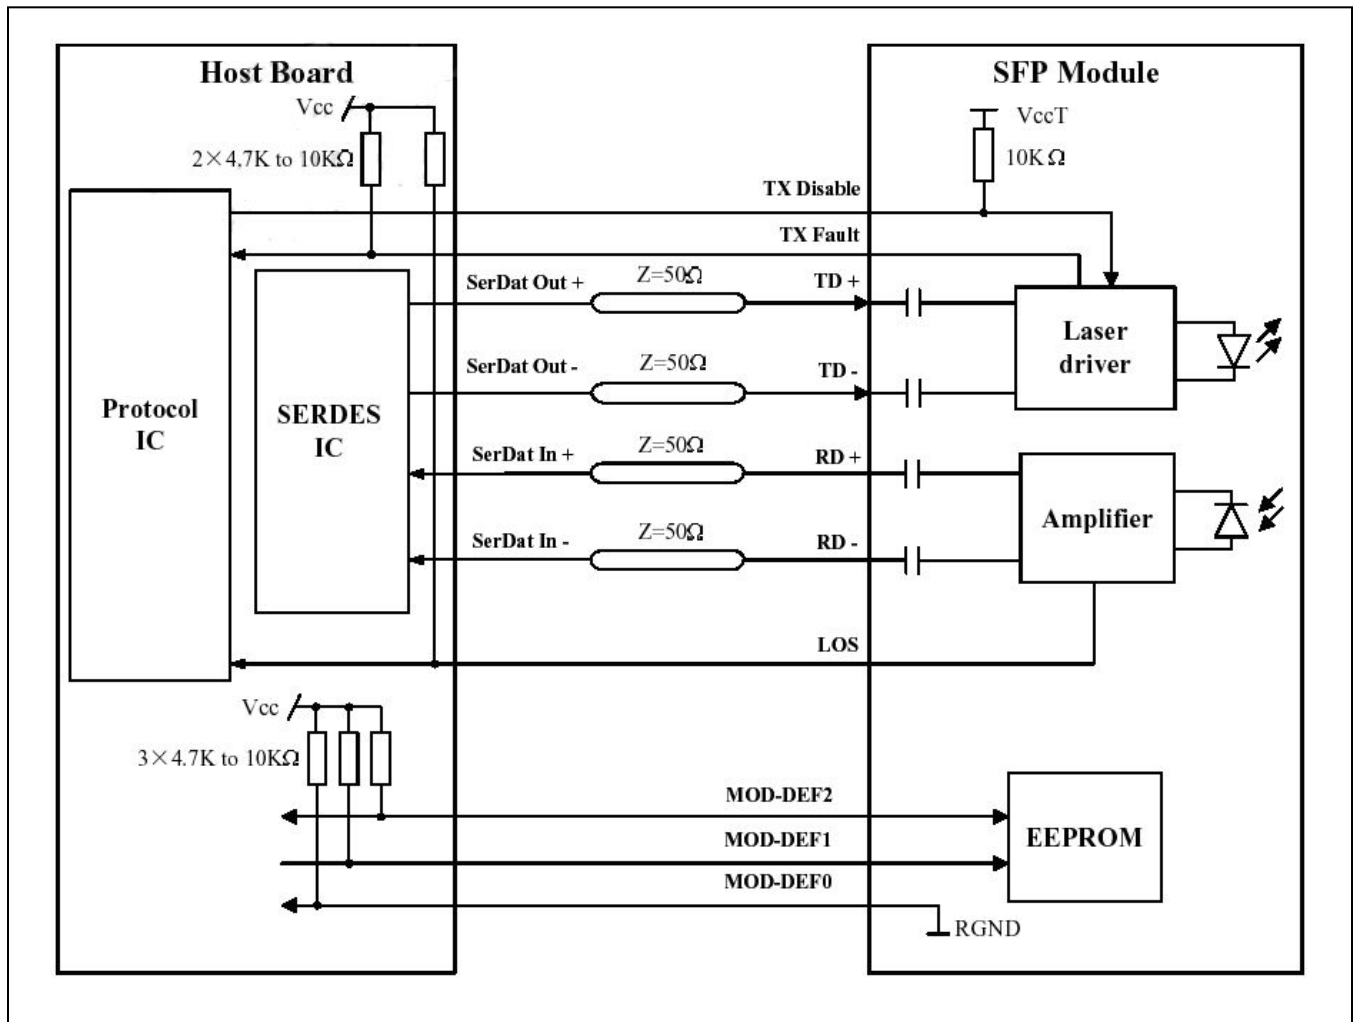 Host Board
SFP Module
Vcc
VccT
2×4,7K to 10KΩ
10KΩ
TX Disable
TX Fault
SerDat Out +
Z=50Ω
TD +
Laser
driver
SerDat Out -
Z=50Ω
TD -
Protocol
IC
SERDES
IC
SerDat In +
Z=50Ω
RD +
Amplifier
SerDat In -
Z=50Ω
RD -
LOS
Vcc
3×4.7K to 10KΩ
MOD-DEF2
MOD-DEF1
MOD-DEF0
EEPROM
RGND